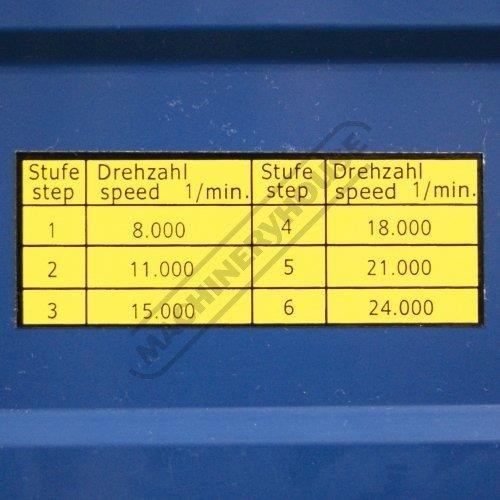 Stufe Drehzahl Stufe Drehzahl
step speed 1/min. step speed 1/min.
1 8.000 4 18.000
2 11.000 5 21.000
3 15.000 6 24.000
MACHINERYHOUSE